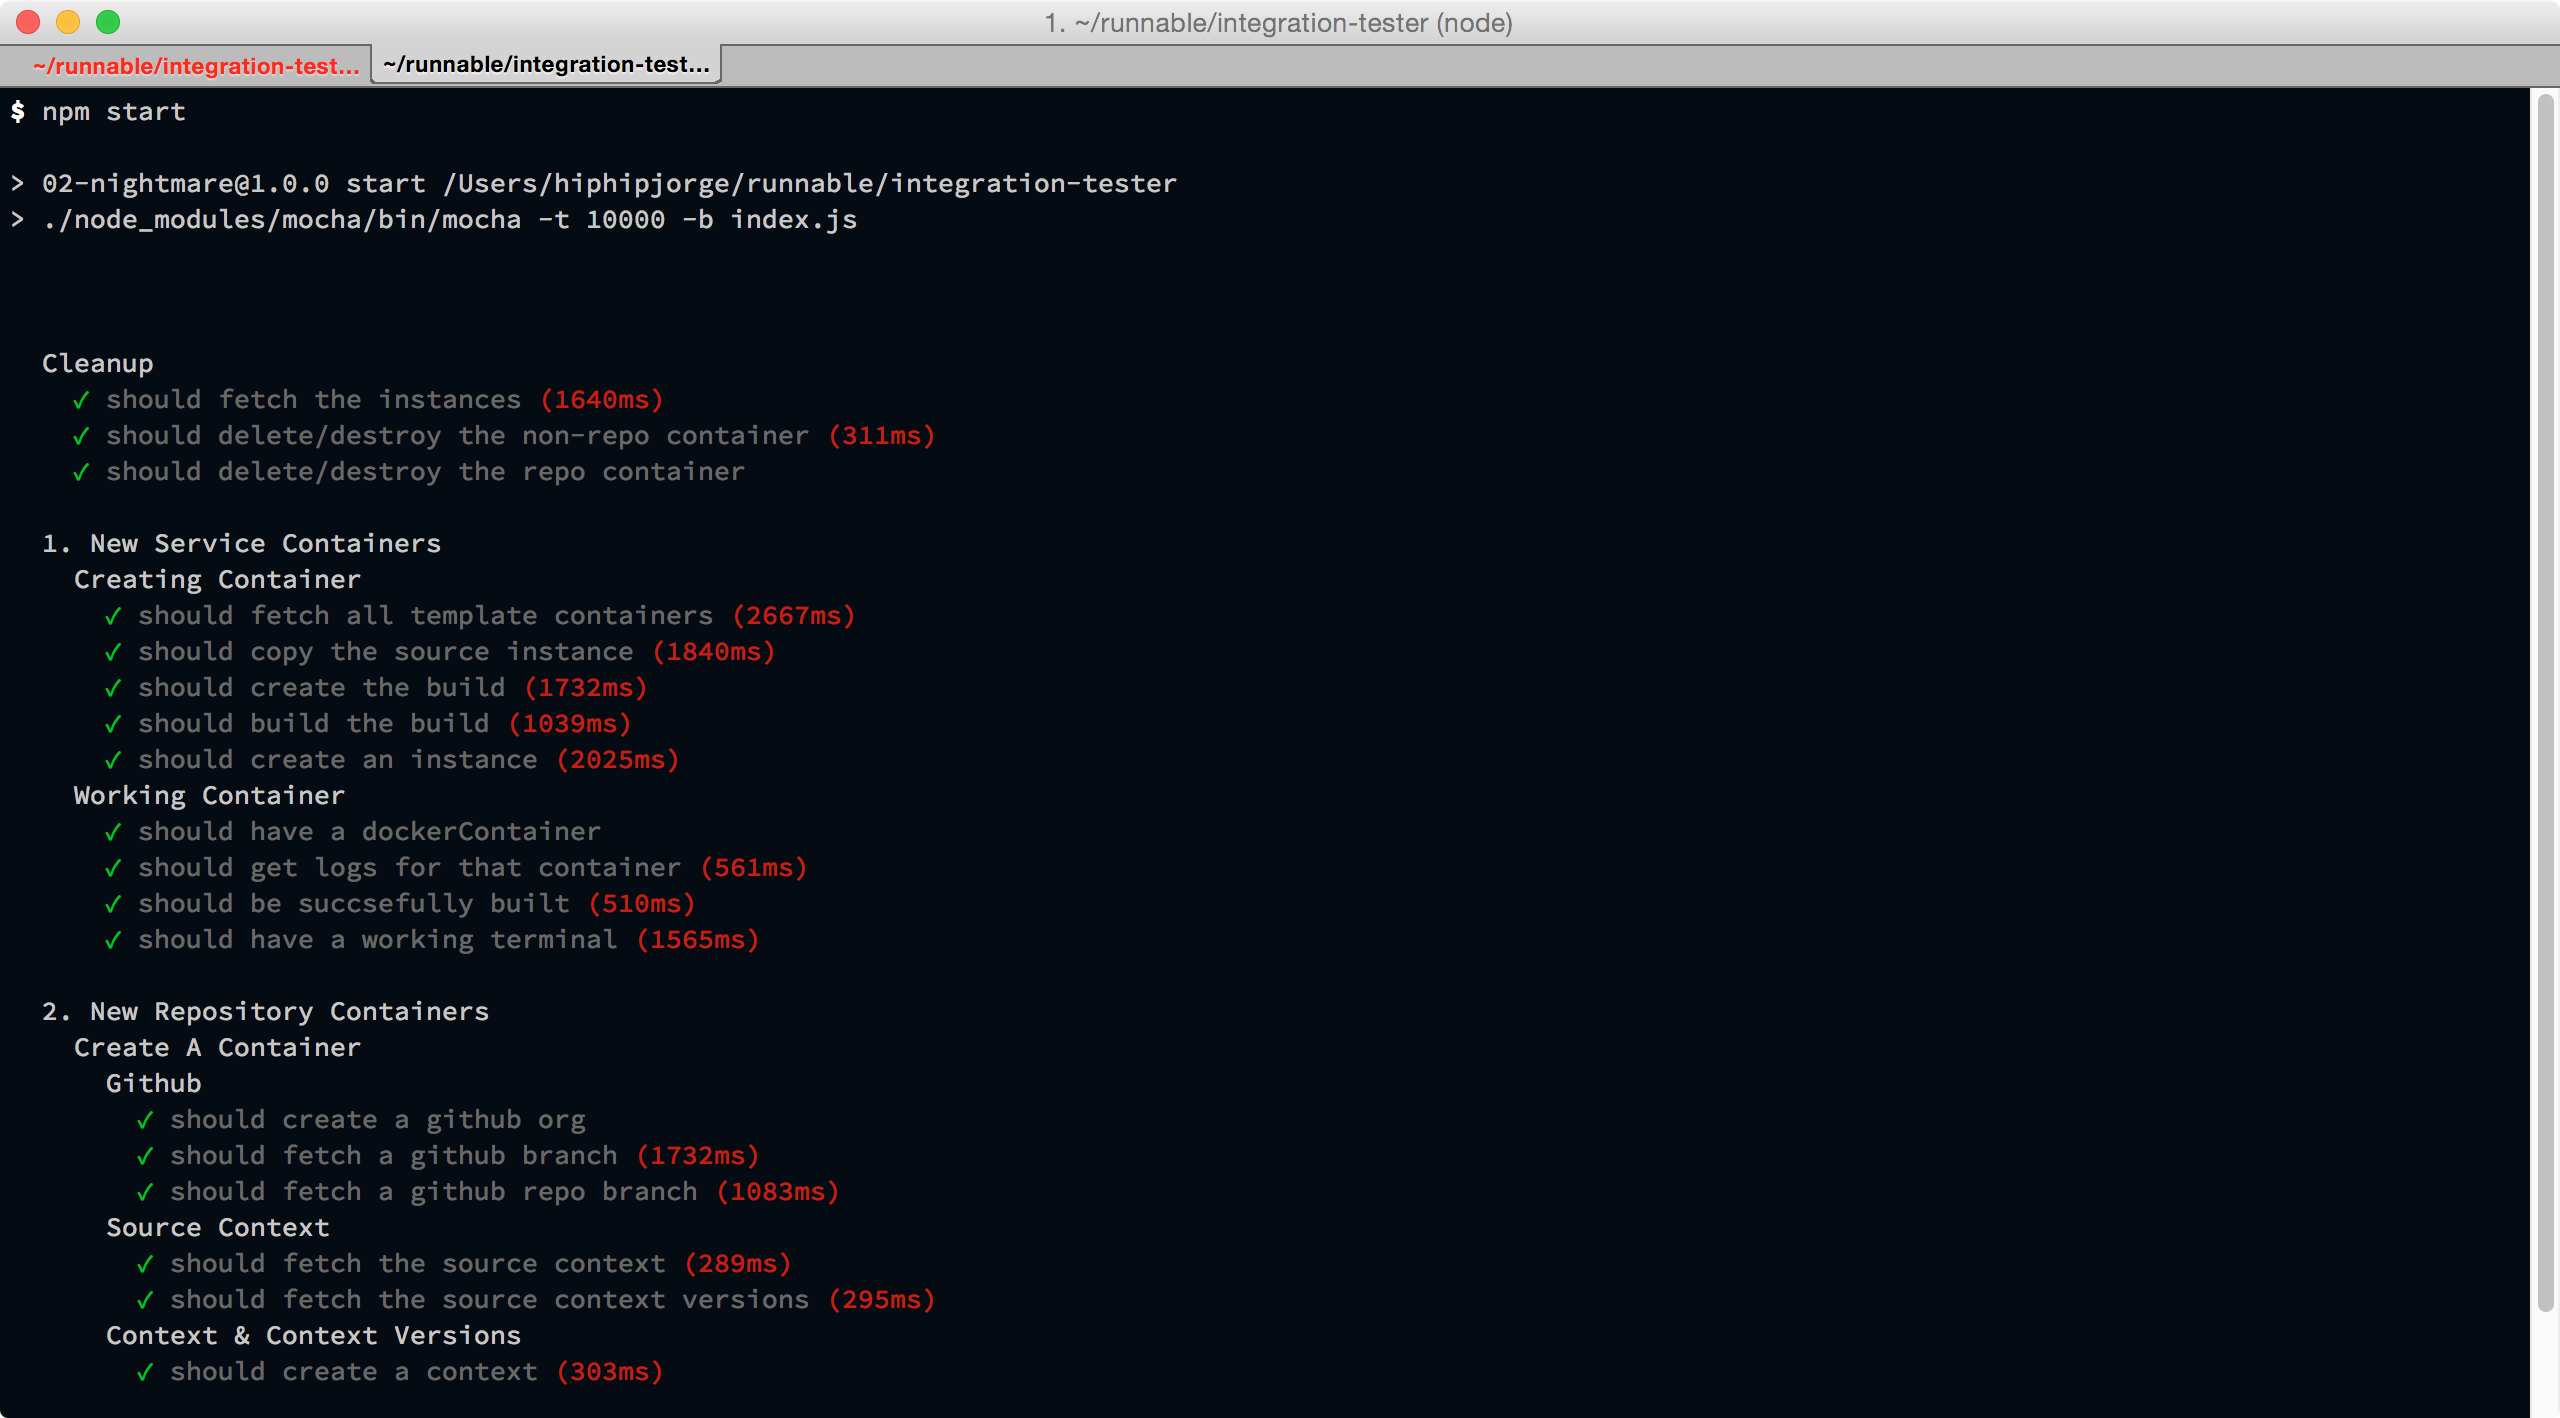 1. ~/runnable/integration-tester (node)
~/runnable/integration-test... ~/runnable/integration-test...
$ npm start
> 02-nightmare@1.0.0 start /Users/hiphipjorge/runnable/integration-tester
> ./node_modules/mocha/bin/mocha -t 10000 -b index.js
Cleanup
✓ should fetch the instances (1640ms)
✓ should delete/destroy the non-repo container (311ms)
✓ should delete/destroy the repo container
1. New Service Containers
Creating Container
✓ should fetch all template containers (2667ms)
✓ should copy the source instance (1840ms)
✓ should create the build (1732ms)
✓ should build the build (1039ms)
✓ should create an instance (2025ms)
Working Container
✓ should have a dockerContainer
✓ should get logs for that container (561ms)
✓ should be succsefully built (510ms)
✓ should have a working terminal (1565ms)
2. New Repository Containers
Create A Container
Github
✓ should create a github org
✓ should fetch a github branch (1732ms)
✓ should fetch a github repo branch (1083ms)
Source Context
✓ should fetch the source context (289ms)
✓ should fetch the source context versions (295ms)
Context & Context Versions
✓ should create a context (303ms)